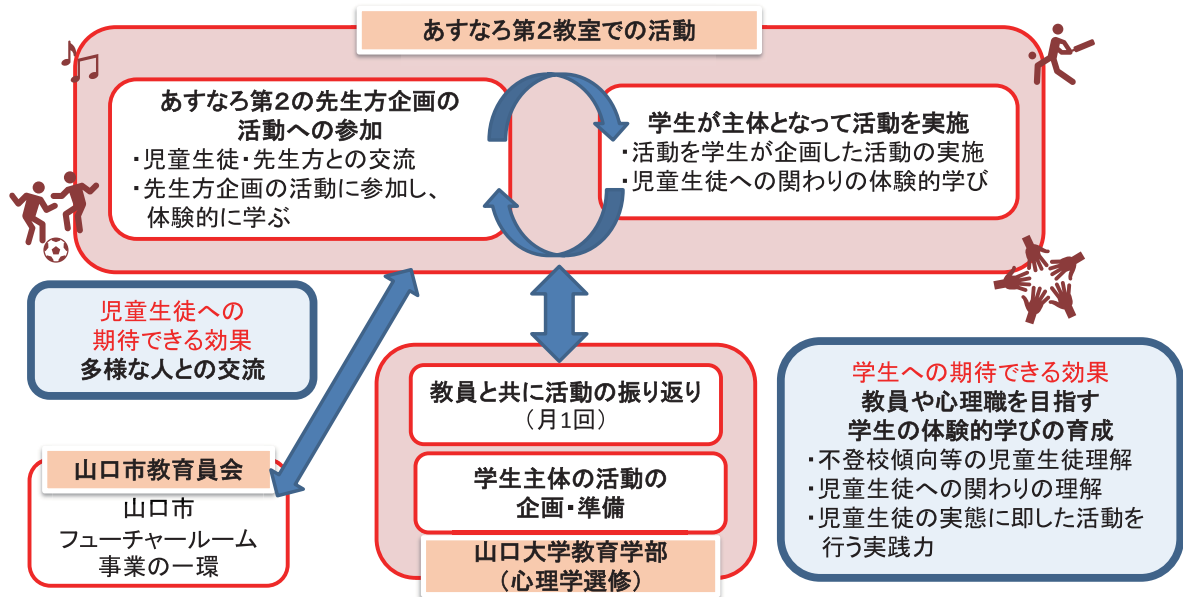 あすなろ第2教室での活動
あすなろ第2の先生方企画の
活動への参加
・児童生徒・先生方との交流
・先生方企画の活動に参加し、
体験的に学ぶ
学生が主体となって活動を実施
・活動を学生が企画した活動の実施
・児童生徒への関わりの体験的学び
児童生徒への
期待できる効果
多様な人との交流
山口市教育員会
山口市
フューチャールーム
事業の一環
教員と共に活動の振り返り
（月1回）
学生主体の活動の
企画・準備
山口大学教育学部
（心理学選修）
学生への期待できる効果
教員や心理職を目指す
学生の体験的学びの育成
・不登校傾向等の児童生徒理解
・児童生徒への関わりの理解
・児童生徒の実態に即した活動を
行う実践力